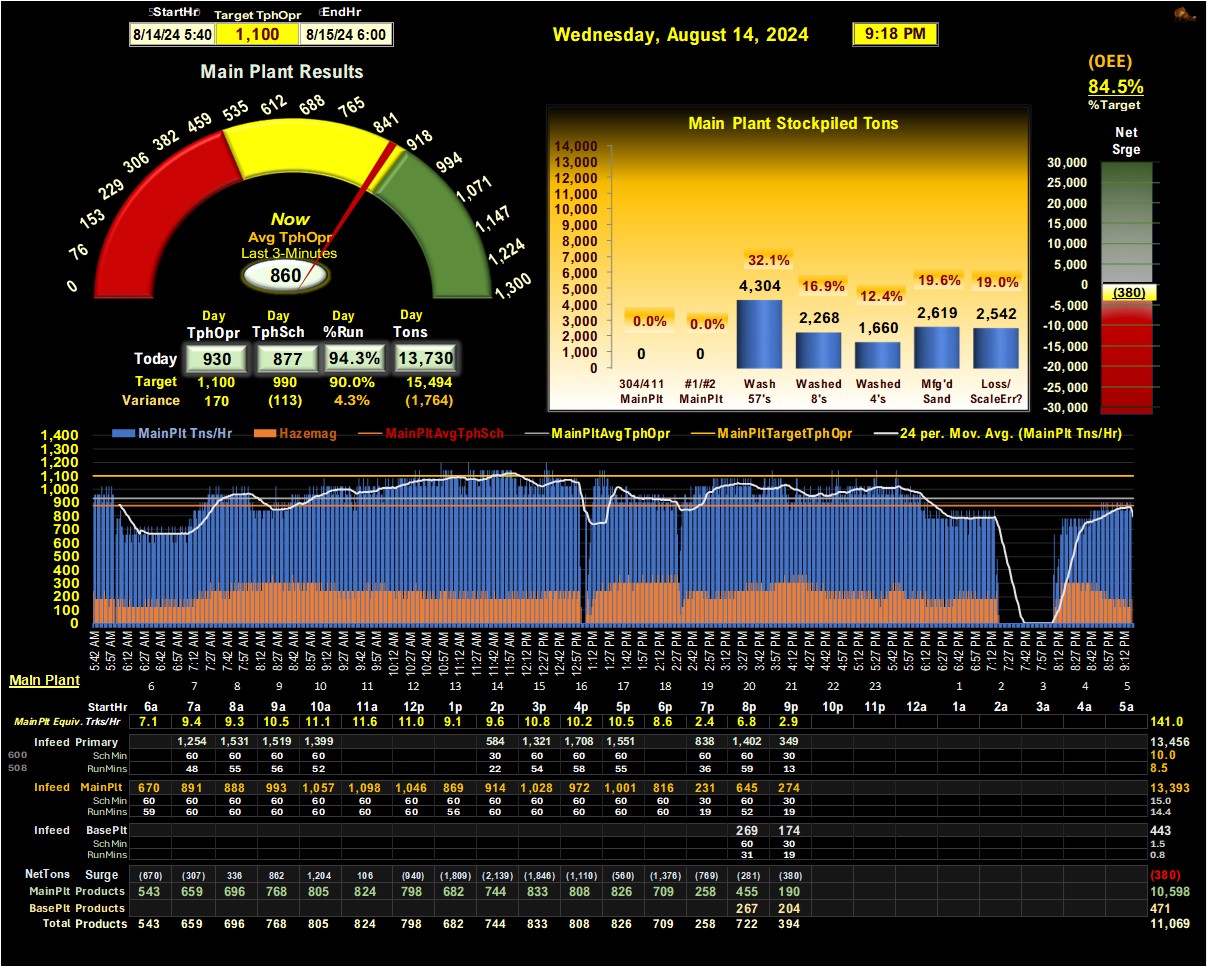 StartHr Target TphOpr EndHr
8/14/24 5:40 1,100 8/15/24 6:00
Wednesday, August 14, 2024 9:18 PM
Main Plant Results
0 76 153 229 306 382 459 535 612 688 765 841 918 994 1,071 1,147 1,224 1,300
Now
Avg TphOpr
Last 3-Minutes
860
Day Day Day Day
TphOpr TphSch %Run Tons
Today 930 877 94.3% 13,730
Target 1,100 990 90.0% 15,494
Variance 170 (113) 4.3% (1,764)
Main Plant Stockpiled Tons
14,000
13,000
12,000
11,000
10,000
9,000
8,000
7,000
6,000
5,000
4,000
3,000
2,000
1,000
0
0.0% 0.0% 32.1% 16.9% 12.4% 19.6% 19.0%
0 0 4,304 2,268 1,660 2,619 2,542
304/411 #1/#2 Wash Washed Washed Mfg'd Loss/
MainPlt MainPlt 57's 8's 4's Sand ScaleErr?
(OEE)
84.5%
%Target
Net
Srge
30,000
25,000
20,000
15,000
10,000
5,000
0
(380)
-5,000
-10,000
-15,000
-20,000
-25,000
-30,000
MainPlt Tns/Hr Hazemag MainPltAvgTphSch MainPltAvgTphOpr MainPltTargetTphOpr 24 per. Mov. Avg. (MainPlt Tns/Hr)
1,400
1,300
1,200
1,100
1,000
900
800
700
600
500
400
300
200
100
0
5:42 AM 5:57 AM 6:12 AM 6:27 AM 6:42 AM 6:57 AM 7:12 AM 7:27 AM 7:42 AM 7:57 AM 8:12 AM 8:27 AM 8:42 AM 8:57 AM 9:12 AM 9:27 AM 9:42 AM 9:57 AM 10:12 AM 10:27 AM 10:42 AM 10:57 AM 11:12 AM 11:27 AM 11:42 AM 11:57 AM 12:12 PM 12:27 PM 12:42 PM 12:57 PM 1:12 PM 1:27 PM 1:42 PM 1:57 PM 2:12 PM 2:27 PM 2:42 PM 2:57 PM 3:12 PM 3:27 PM 3:42 PM 3:57 PM 4:12 PM 4:27 PM 4:42 PM 4:57 PM 5:12 PM 5:27 PM 5:42 PM 5:57 PM 6:12 PM 6:27 PM 6:42 PM 6:57 PM 7:12 PM 7:27 PM 7:42 PM 7:57 PM 8:12 PM 8:27 PM 8:42 PM 8:57 PM 9:12 PM
Main Plant
6 7 8 9 10 11 12 13 14 15 16 17 18 19 20 21 22 23 1 2 3 4 5
StartHr 6a 7a 8a 9a 10a 11a 12p 1p 2p 3p 4p 5p 6p 7p 8p 9p 10p 11p 12a 1a 2a 3a 4a 5a
MainPlt Equiv. Trks/Hr 7.1 9.4 9.3 10.5 11.1 11.6 11.0 9.1 9.6 10.8 10.2 10.5 8.6 2.4 6.8 2.9 141.0
Infeed Primary 1,254 1,531 1,519 1,399 584 1,321 1,708 1,551 838 1,402 349 13,456
600 SchMin 60 60 60 60 30 60 60 60 60 60 30 10.0
508 RunMins 48 55 56 52 22 54 58 55 36 59 13 8.5
Infeed MainPlt 670 891 888 993 1,057 1,098 1,046 869 914 1,028 972 1,001 816 231 645 274 13,393
SchMin 60 60 60 60 60 60 60 60 60 60 60 60 60 30 60 30 15.0
RunMins 59 60 60 60 60 60 60 56 60 60 60 60 60 19 52 19 14.4
Infeed BasePlt 269 174 443
SchMin 60 30 1.5
RunMins 31 19 0.8
NetTons Surge (670) (307) 336 862 1,204 106 (940) (1,809) (2,139) (1,846) (1,110) (560) (1,376) (769) (281) (380) (380)
MainPlt Products 543 659 696 768 805 824 798 682 744 833 808 826 709 258 455 190 10,598
BasePlt Products 267 204 471
Total Products 543 659 696 768 805 824 798 682 744 833 808 826 709 258 722 394 11,069